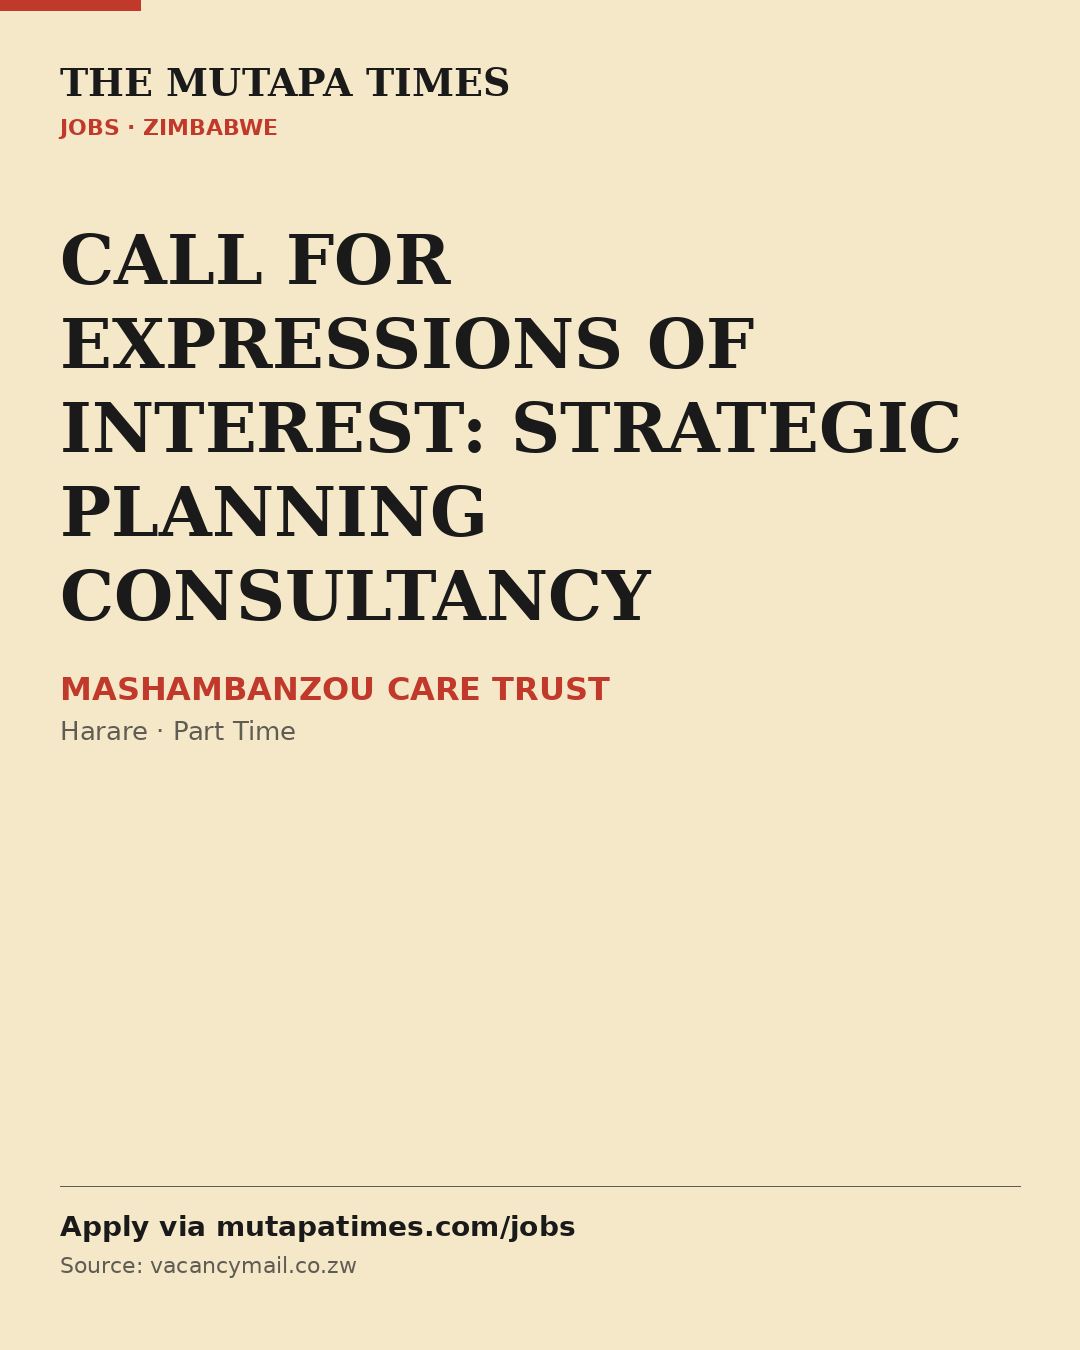 THE MUTAPA TIMES
JOBS · ZIMBABWE
CALL FOR
EXPRESSIONS OF
INTEREST: STRATEGIC
PLANNING
CONSULTANCY
MASHAMBANZOU CARE TRUST
Harare · Part Time
Apply via mutapatimes.com/jobs
Source: vacancymail.co.zw